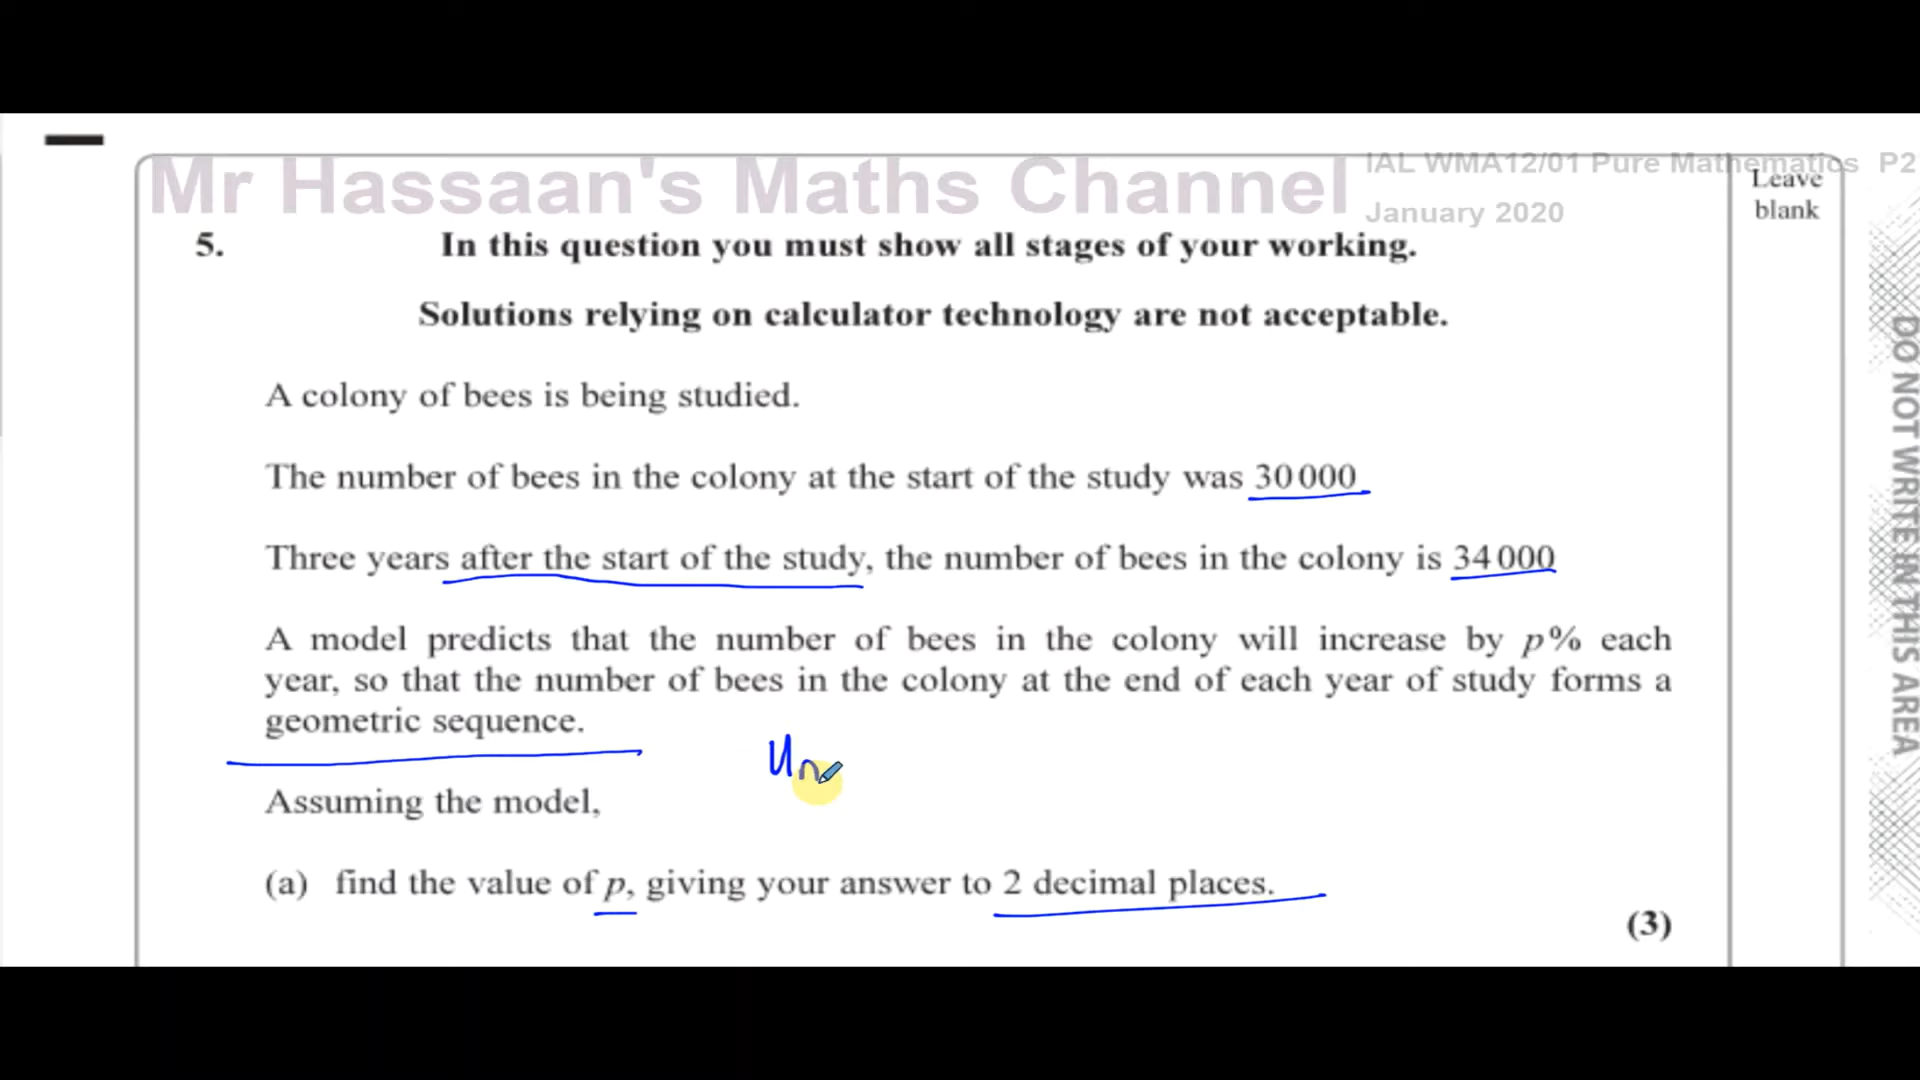 Mr Hassaan's Maths Channel
IAL WMA12/01 Pure Mathematics P2
January 2020
Leave
blank
5. In this question you must show all stages of your working.
Solutions relying on calculator technology are not acceptable.
A colony of bees is being studied.
The number of bees in the colony at the start of the study was 30 000
Three years after the start of the study, the number of bees in the colony is 34 000
A model predicts that the number of bees in the colony will increase by p% each
year, so that the number of bees in the colony at the end of each year of study forms a
geometric sequence.
Un
Assuming the model,
(a) find the value of p, giving your answer to 2 decimal places.
(3)
DO NOT WRITE IN THIS AREA